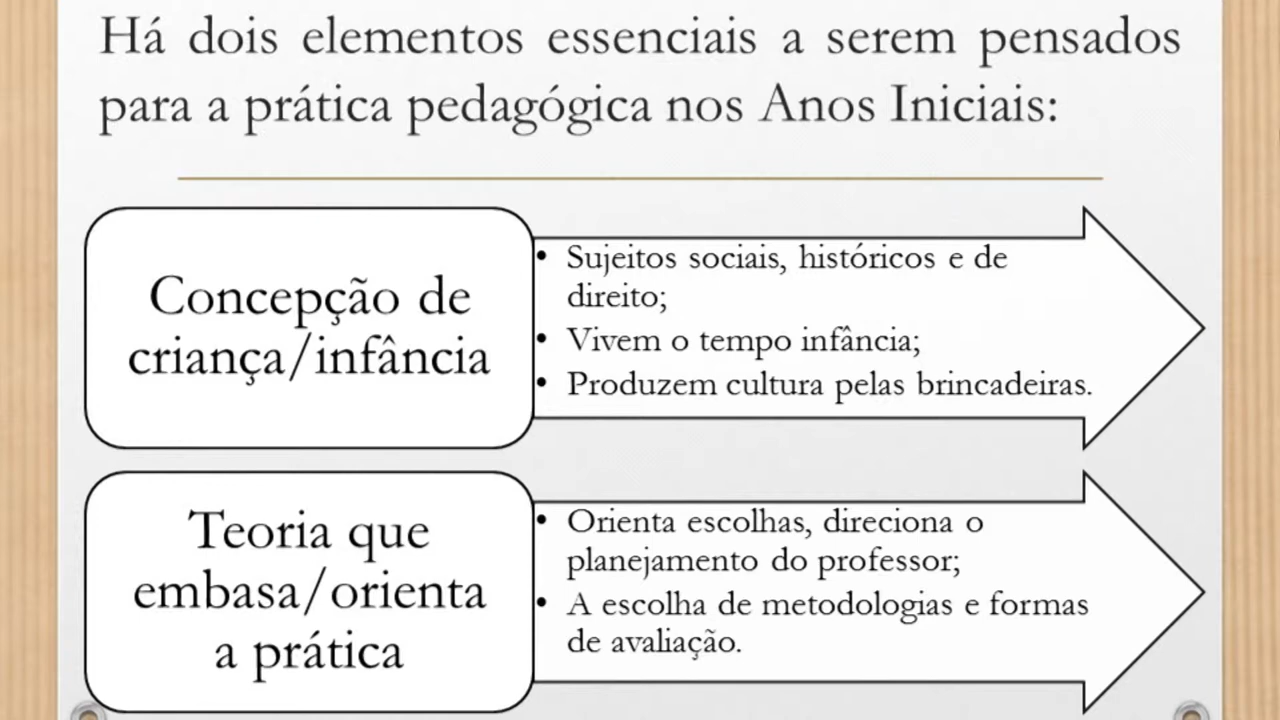 Há dois elementos essenciais a serem pensados
para a prática pedagógica nos Anos Iniciais:
Concepção de
criança/infância
• Sujeitos sociais, históricos e de
direito;
• Vivem o tempo infância;
• Produzem cultura pelas brincadeiras.
Teoria que
embasa/orienta
a prática
• Orienta escolhas, direciona o
planejamento do professor;
• A escolha de metodologias e formas
de avaliação.